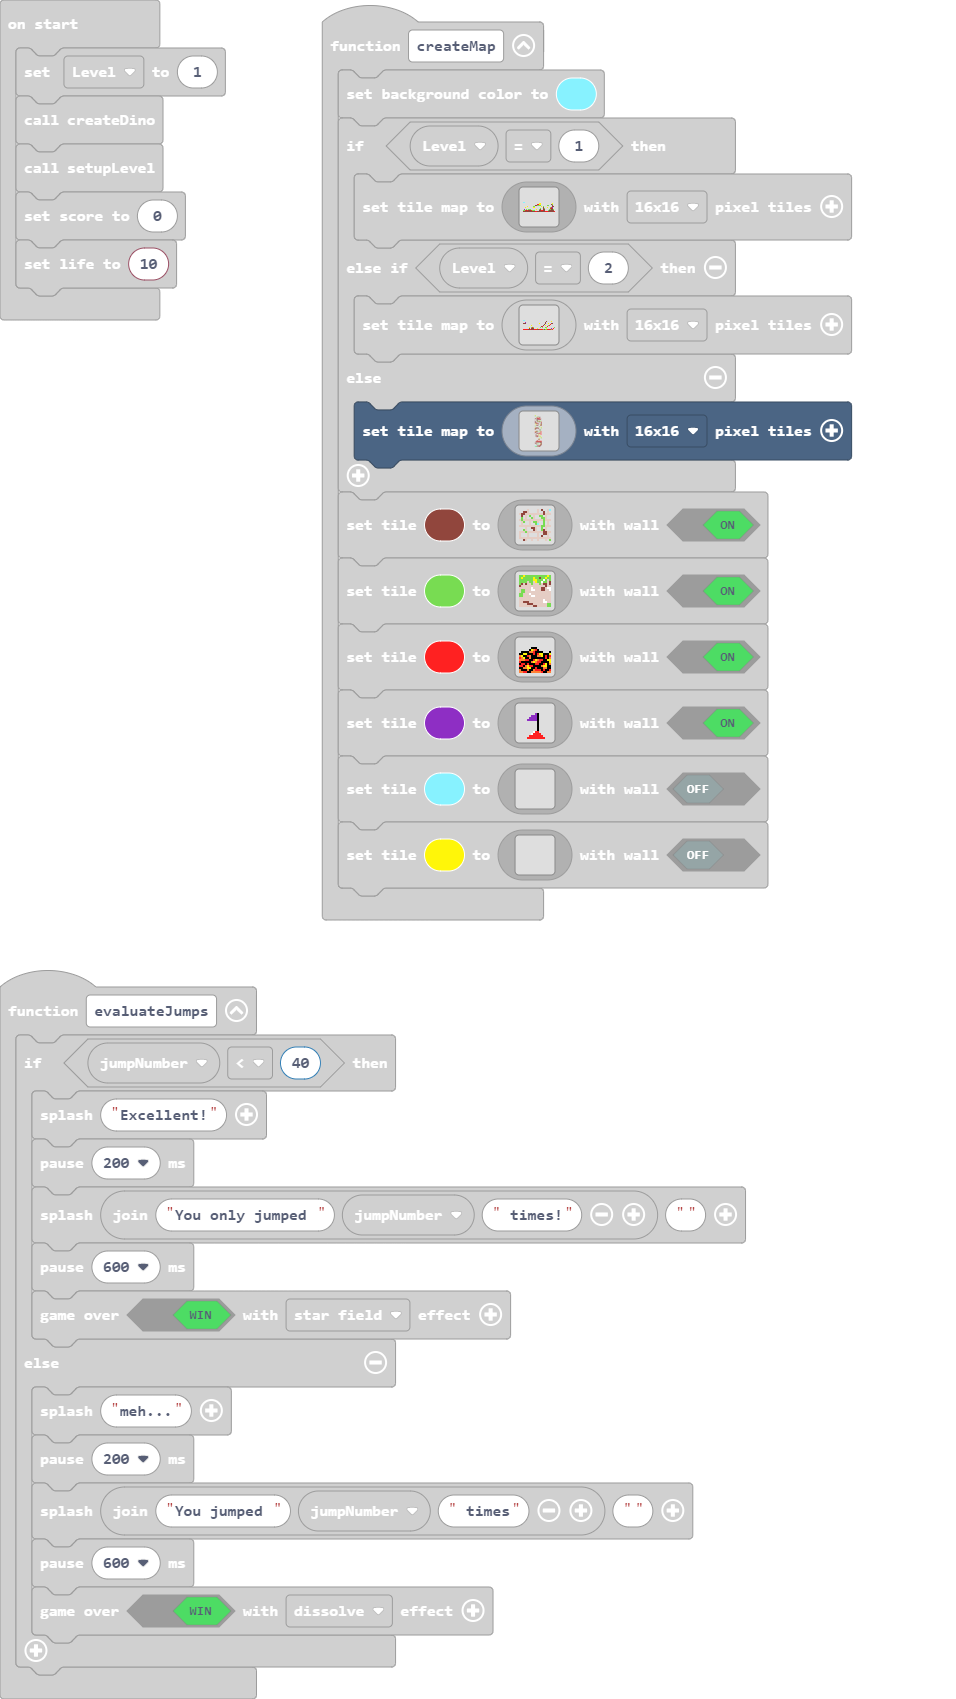 on start
set Level to 1
call createDino
call setupLevel
set score to 0
set life to 10
function createMap
set background color to
if Level = 1 then
set tile map to with 16x16 pixel tiles
else if Level = 2 then
set tile map to with 16x16 pixel tiles
else
set tile map to with 16x16 pixel tiles
set tile to with wall ON
set tile to with wall ON
set tile to with wall ON
set tile to with wall ON
set tile to with wall OFF
set tile to with wall OFF
function evaluateJumps
if jumpNumber < 40 then
splash "Excellent!"
pause 200 ms
splash join "You only jumped " jumpNumber " times!" " "
pause 600 ms
game over WIN with star field effect
else
splash "meh..."
pause 200 ms
splash join "You jumped " jumpNumber " times" " "
pause 600 ms
game over WIN with dissolve effect